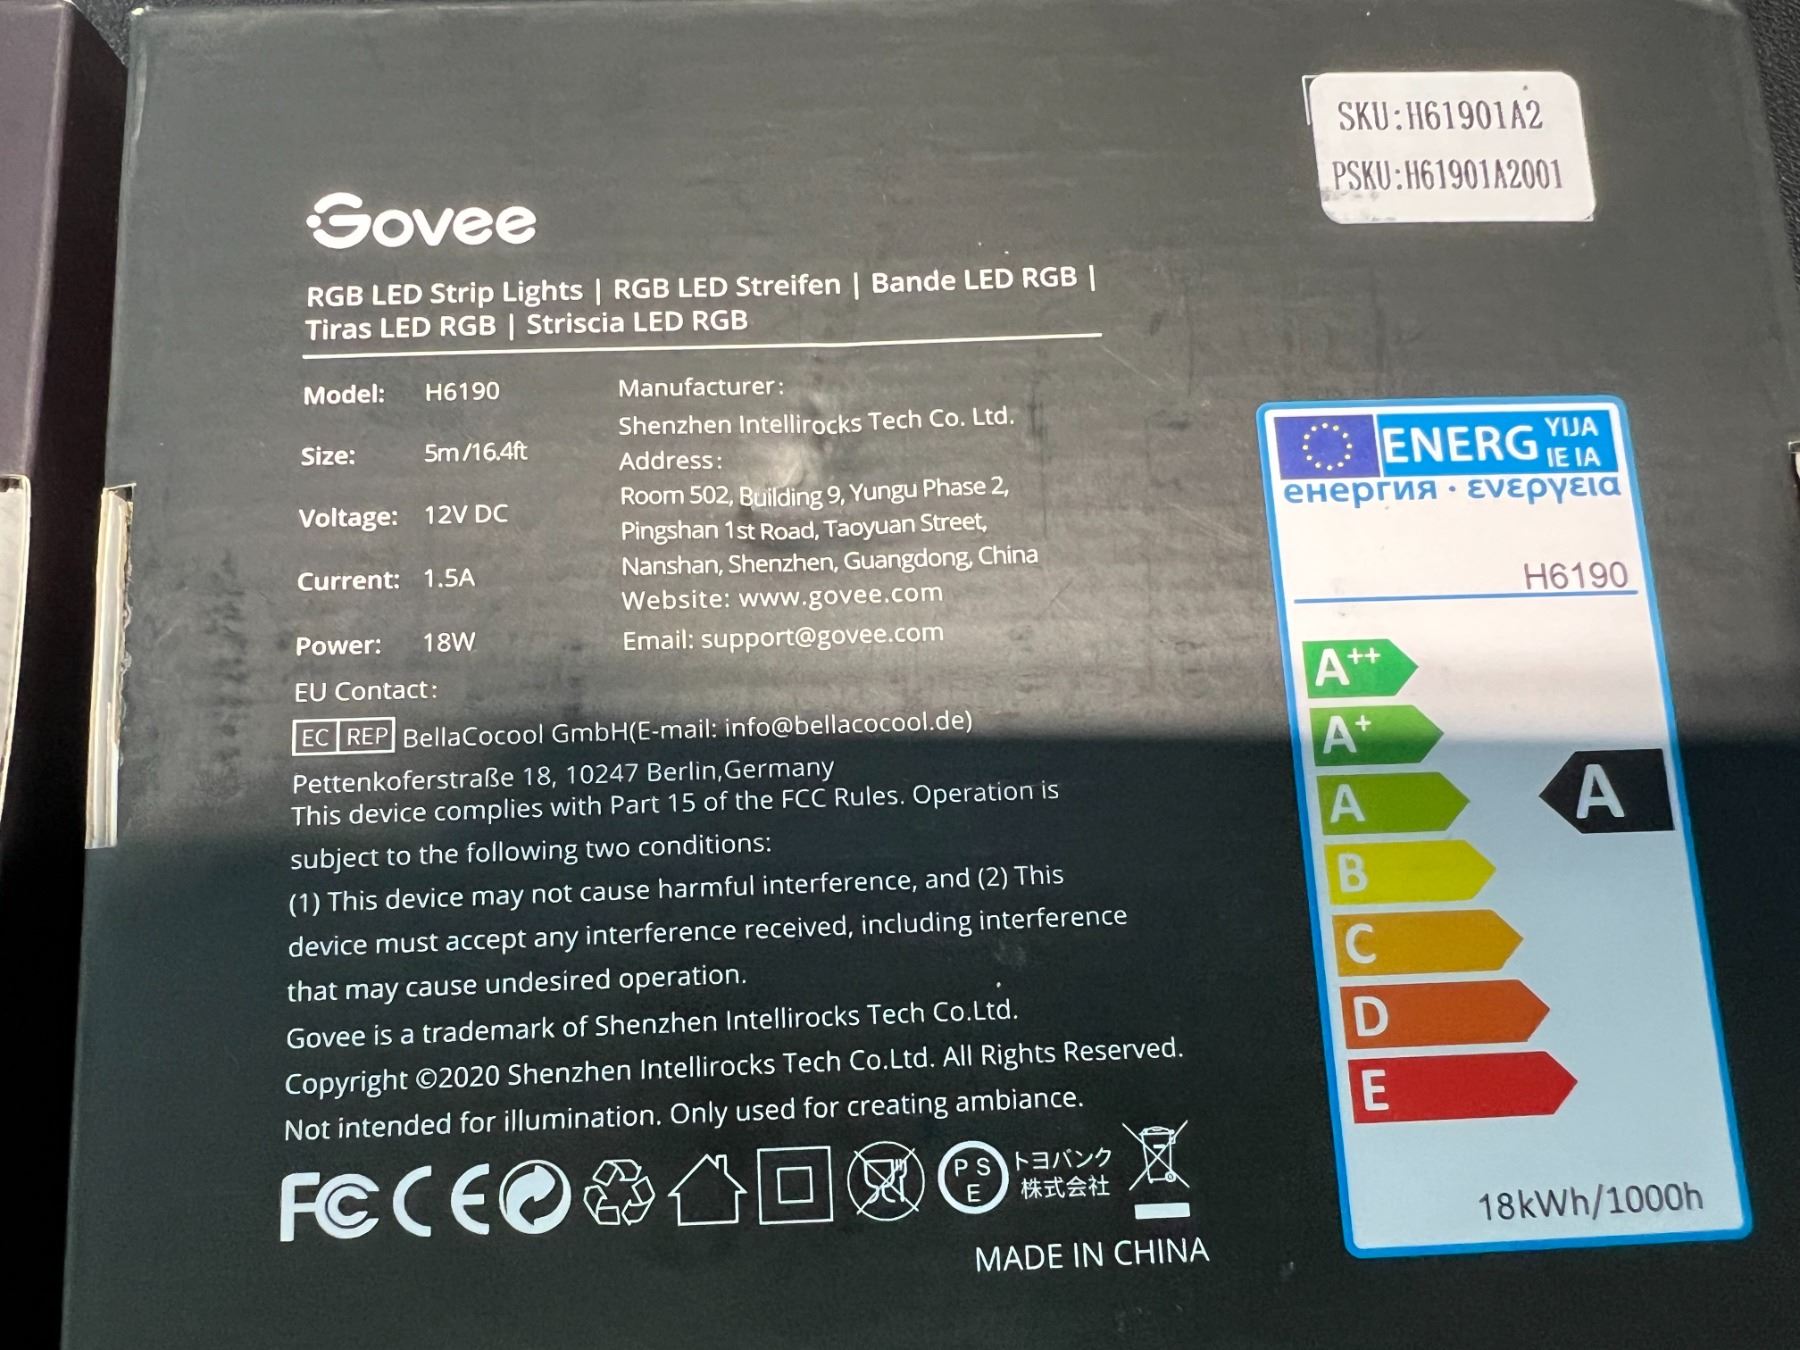 SKU:H61901A2
PSKU:H61901A2001
Govee
RGB LED Strip Lights | RGB LED Streifen | Bande LED RGB |
Tiras LED RGB | Striscia LED RGB
Model: H6190
Size: 5m/16.4ft
Voltage: 12V DC
Current: 1.5A
Power: 18W
Manufacturer:
Shenzhen Intellirocks Tech Co. Ltd.
Address:
Room 502, Building 9, Yungu Phase 2,
Pingshan 1st Road, Taoyuan Street,
Nanshan, Shenzhen, Guangdong, China
Website: www.govee.com
Email: support@govee.com
EU Contact:
EC REP BellaCocool GmbH(E-mail: info@bellacocool.de)
Pettenkoferstraße 18, 10247 Berlin,Germany
This device complies with Part 15 of the FCC Rules. Operation is
subject to the following two conditions:
(1) This device may not cause harmful interference, and (2) This
device must accept any interference received, including interference
that may cause undesired operation.
Govee is a trademark of Shenzhen Intellirocks Tech Co.Ltd.
Copyright ©2020 Shenzhen Intellirocks Tech Co.Ltd. All Rights Reserved.
Not intended for illumination. Only used for creating ambiance.
FC CE PSE トヨバンク
株式会社
MADE IN CHINA
ENERG YIJA
IE IA
енергия · ενεργεια
H6190
A++
A+
A A
B
C
D
E
18kWh/1000h